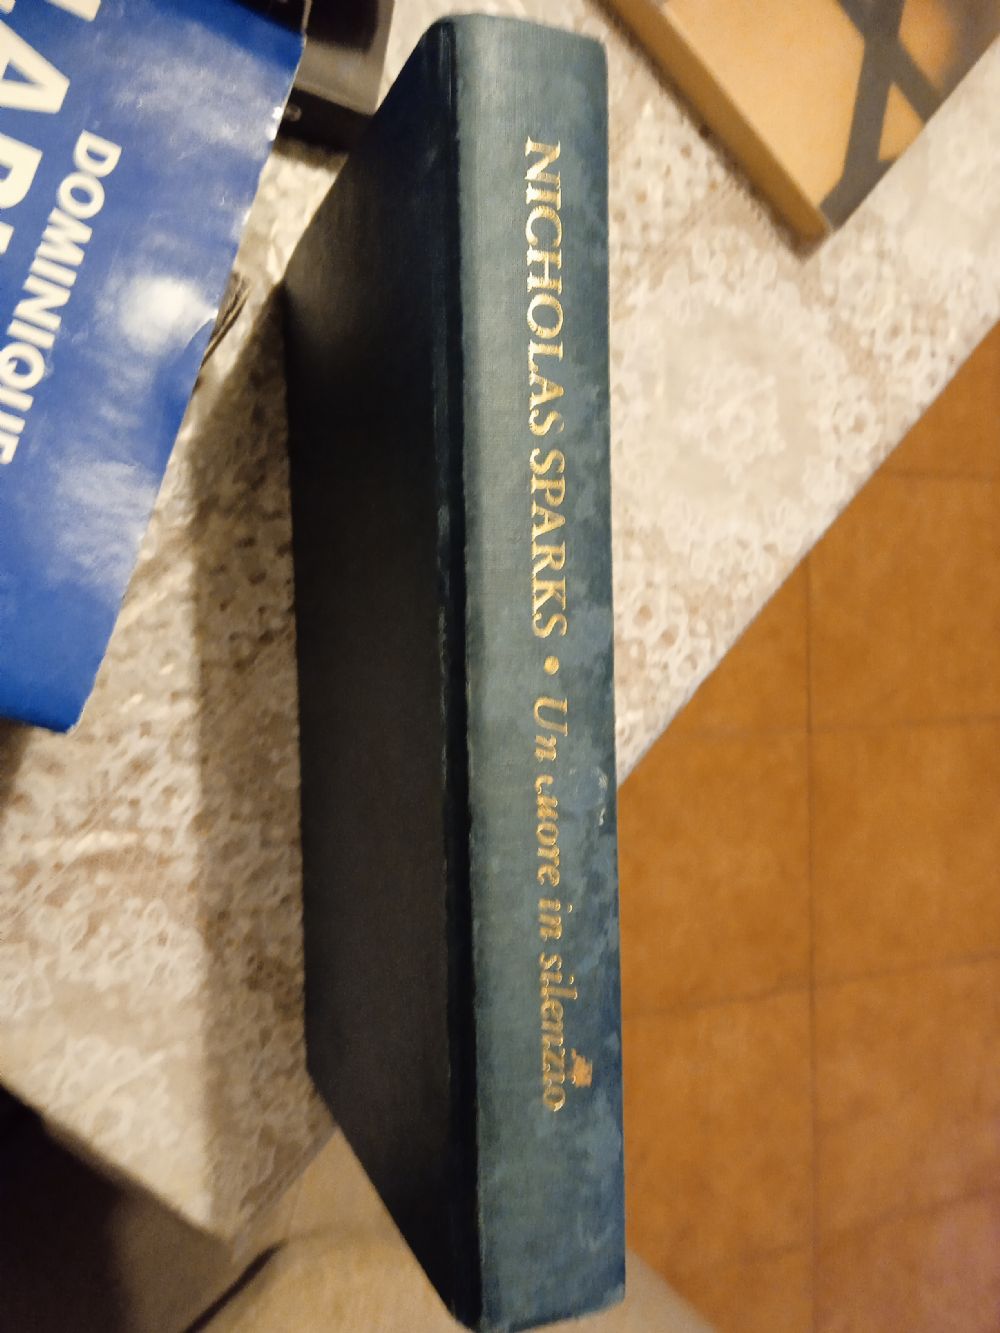 DOMINIQUE
NICHOLAS SPARKS • Un cuore in silenzio